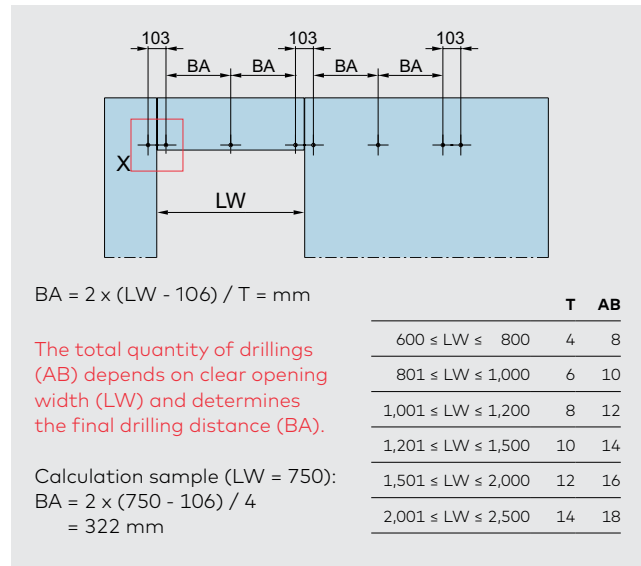 103 103 103
BA BA BA BA
X
LW
BA = 2 x (LW - 106) / T = mm
The total quantity of drillings
(AB) depends on clear opening
width (LW) and determines
the final drilling distance (BA).
Calculation sample (LW = 750):
BA = 2 x (750 - 106) / 4
= 322 mm
T AB
600 ≤ LW ≤ 800 4 8
801 ≤ LW ≤ 1,000 6 10
1,001 ≤ LW ≤ 1,200 8 12
1,201 ≤ LW ≤ 1,500 10 14
1,501 ≤ LW ≤ 2,000 12 16
2,001 ≤ LW ≤ 2,500 14 18